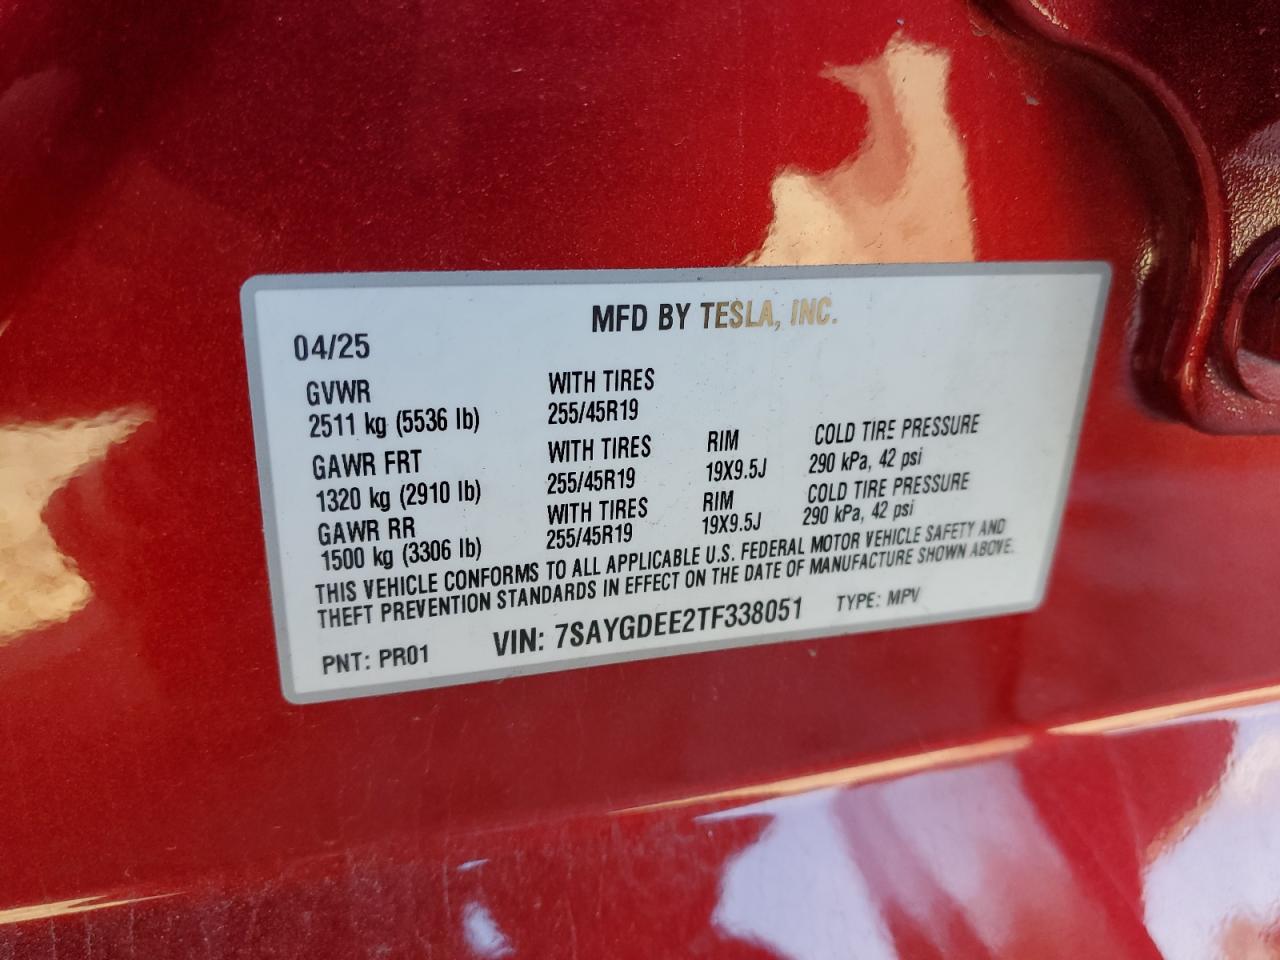 MFD BY TESLA, INC.
04/25
GVWR WITH TIRES
2511 kg (5536 lb) 255/45R19
GAWR FRT WITH TIRES RIM COLD TIRE PRESSURE
1320 kg (2910 lb) 255/45R19 19X9.5J 290 kPa, 42 psi
GAWR RR WITH TIRES RIM COLD TIRE PRESSURE
1500 kg (3306 lb) 255/45R19 19X9.5J 290 kPa, 42 psi
THIS VEHICLE CONFORMS TO ALL APPLICABLE U.S. FEDERAL MOTOR VEHICLE SAFETY AND
THEFT PREVENTION STANDARDS IN EFFECT ON THE DATE OF MANUFACTURE SHOWN ABOVE.
PNT: PR01 VIN: 7SAYGDEE2TF338051 TYPE: MPV